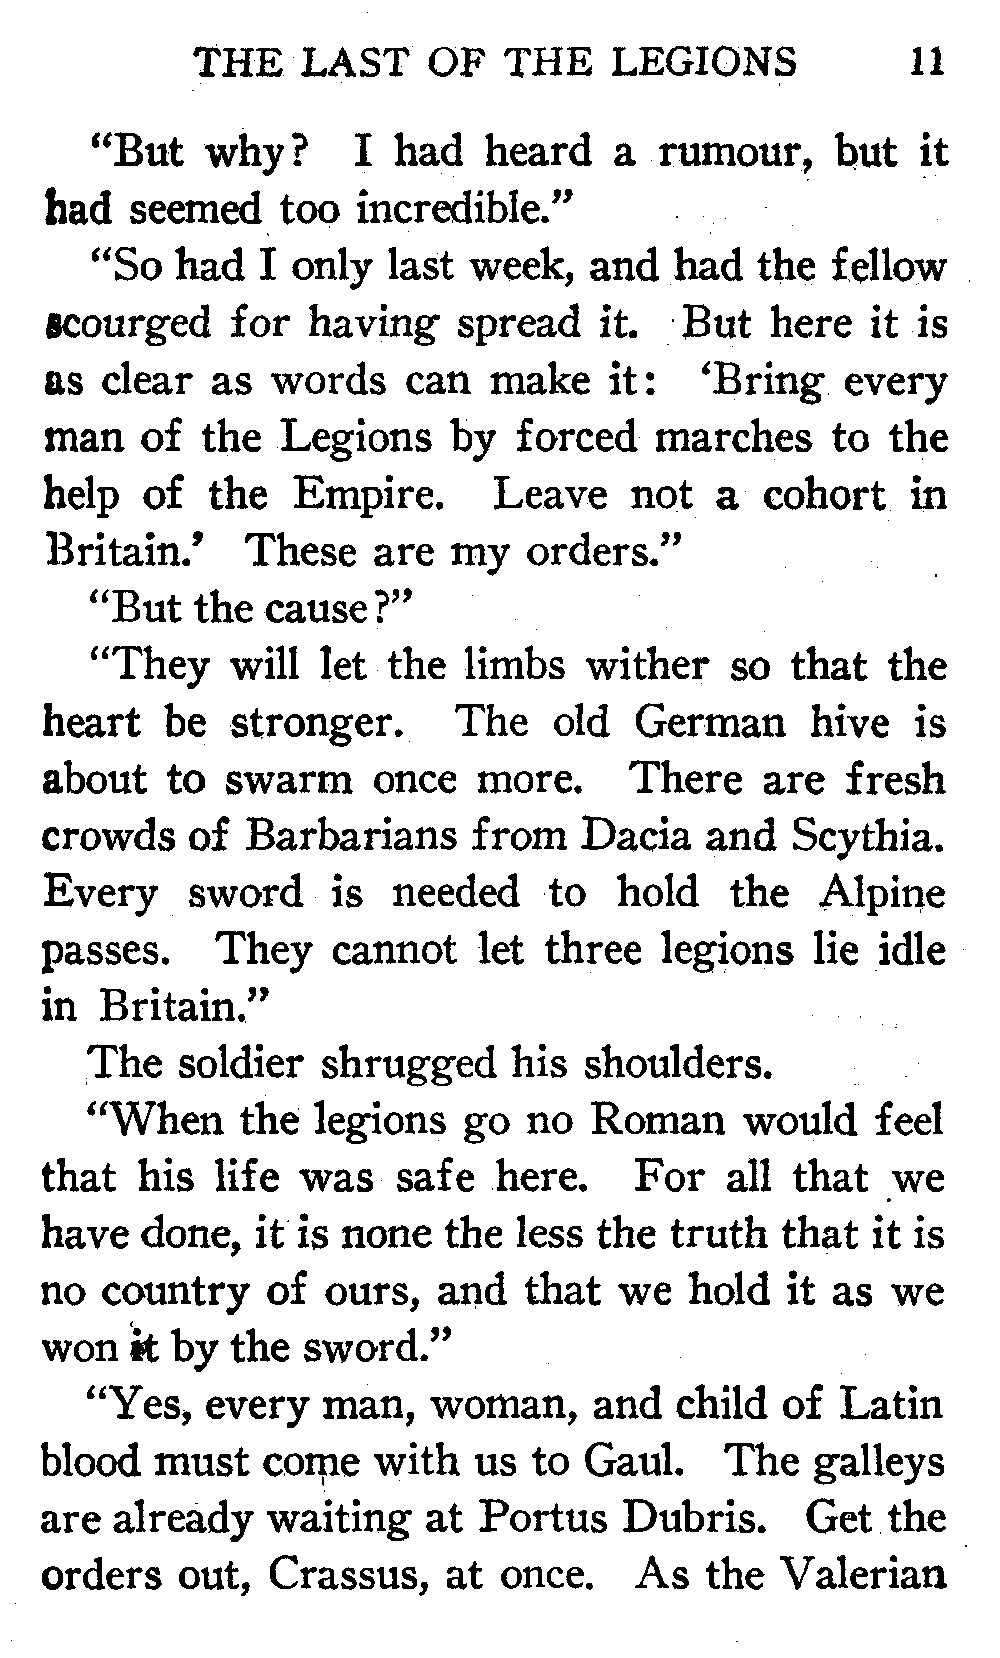 THE LAST OF THE LEGIONS 11
“But why? I had heard a rumour, but it
had seemed too incredible.”
“So had I only last week, and had the fellow
scourged for having spread it. But here it is
as clear as words can make it: ‘Bring every
man of the Legions by forced marches to the
help of the Empire. Leave not a cohort in
Britain.’ These are my orders.”
“But the cause?”
“They will let the limbs wither so that the
heart be stronger. The old German hive is
about to swarm once more. There are fresh
crowds of Barbarians from Dacia and Scythia.
Every sword is needed to hold the Alpine
passes. They cannot let three legions lie idle
in Britain.”
The soldier shrugged his shoulders.
“When the legions go no Roman would feel
that his life was safe here. For all that we
have done, it is none the less the truth that it is
no country of ours, and that we hold it as we
won it by the sword.”
“Yes, every man, woman, and child of Latin
blood must come with us to Gaul. The galleys
are already waiting at Portus Dubris. Get the
orders out, Crassus, at once. As the Valerian